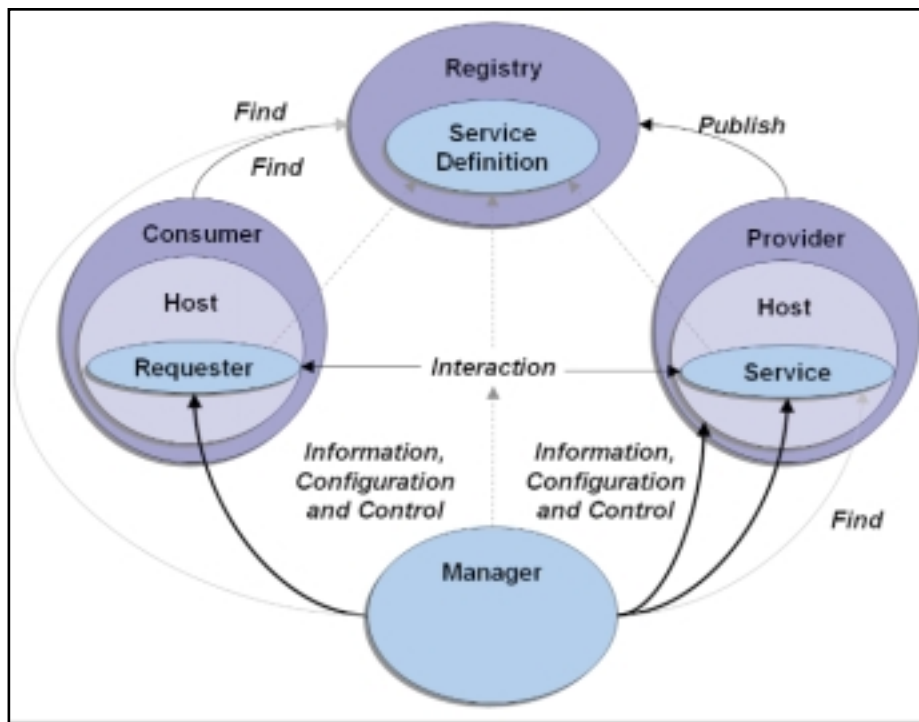 Registry
Find
Service
Definition
Publish
Find
Consumer
Provider
Host
Host
Requester
Interaction
Service
Information,
Configuration
and Control
Information,
Configuration
and Control
Find
Manager